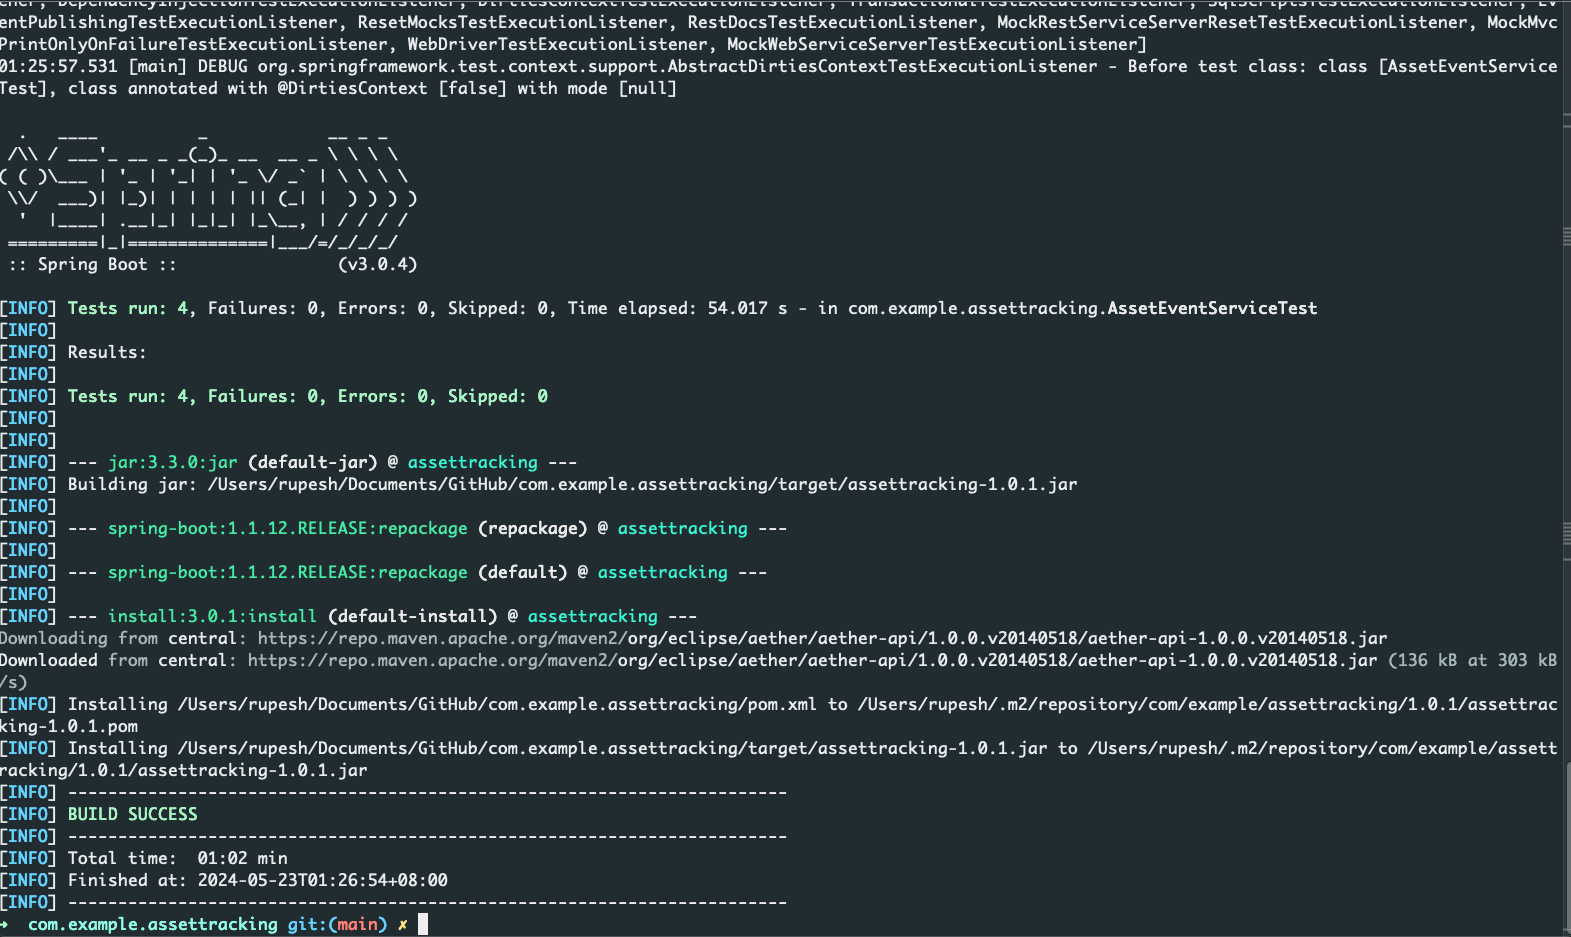 ener, DependencyInjectionTestExecutionListener, DirtiesContextTestExecutionListener, TransactionalTestExecutionListener, SqlScriptsTestExecutionListener, Ev
entPublishingTestExecutionListener, ResetMocksTestExecutionListener, RestDocsTestExecutionListener, MockRestServiceServerResetTestExecutionListener, MockMvc
PrintOnlyOnFailureTestExecutionListener, WebDriverTestExecutionListener, MockWebServiceServerTestExecutionListener]
01:25:57.531 [main] DEBUG org.springframework.test.context.support.AbstractDirtiesContextTestExecutionListener - Before test class: class [AssetEventService
Test], class annotated with @DirtiesContext [false] with mode [null]
  .   ____          _            __ _ _
 /\\ / ___'_ __ _ _(_)_ __  __ _ \ \ \ \
( ( )\___ | '_ | '_| | '_ \/ _` | \ \ \ \
 \\/  ___)| |_)| | | | | || (_| |  ) ) ) )
  '  |____| .__|_| |_|_| |_\__, | / / / /
 =========|_|==============|___/=/_/_/_/
 :: Spring Boot ::                (v3.0.4)
[INFO] Tests run: 4, Failures: 0, Errors: 0, Skipped: 0, Time elapsed: 54.017 s - in com.example.assettracking.AssetEventServiceTest
[INFO]
[INFO] Results:
[INFO]
[INFO] Tests run: 4, Failures: 0, Errors: 0, Skipped: 0
[INFO]
[INFO]
[INFO] --- jar:3.3.0:jar (default-jar) @ assettracking ---
[INFO] Building jar: /Users/rupesh/Documents/GitHub/com.example.assettracking/target/assettracking-1.0.1.jar
[INFO]
[INFO] --- spring-boot:1.1.12.RELEASE:repackage (repackage) @ assettracking ---
[INFO]
[INFO] --- spring-boot:1.1.12.RELEASE:repackage (default) @ assettracking ---
[INFO]
[INFO] --- install:3.0.1:install (default-install) @ assettracking ---
Downloading from central: https://repo.maven.apache.org/maven2/org/eclipse/aether/aether-api/1.0.0.v20140518/aether-api-1.0.0.v20140518.jar
Downloaded from central: https://repo.maven.apache.org/maven2/org/eclipse/aether/aether-api/1.0.0.v20140518/aether-api-1.0.0.v20140518.jar (136 kB at 303 kB
/s)
[INFO] Installing /Users/rupesh/Documents/GitHub/com.example.assettracking/pom.xml to /Users/rupesh/.m2/repository/com/example/assettracking/1.0.1/assettrac
king-1.0.1.pom
[INFO] Installing /Users/rupesh/Documents/GitHub/com.example.assettracking/target/assettracking-1.0.1.jar to /Users/rupesh/.m2/repository/com/example/assett
racking/1.0.1/assettracking-1.0.1.jar
[INFO] ------------------------------------------------------------------------
[INFO] BUILD SUCCESS
[INFO] ------------------------------------------------------------------------
[INFO] Total time:  01:02 min
[INFO] Finished at: 2024-05-23T01:26:54+08:00
[INFO] ------------------------------------------------------------------------
→ com.example.assettracking git:(main) ✗